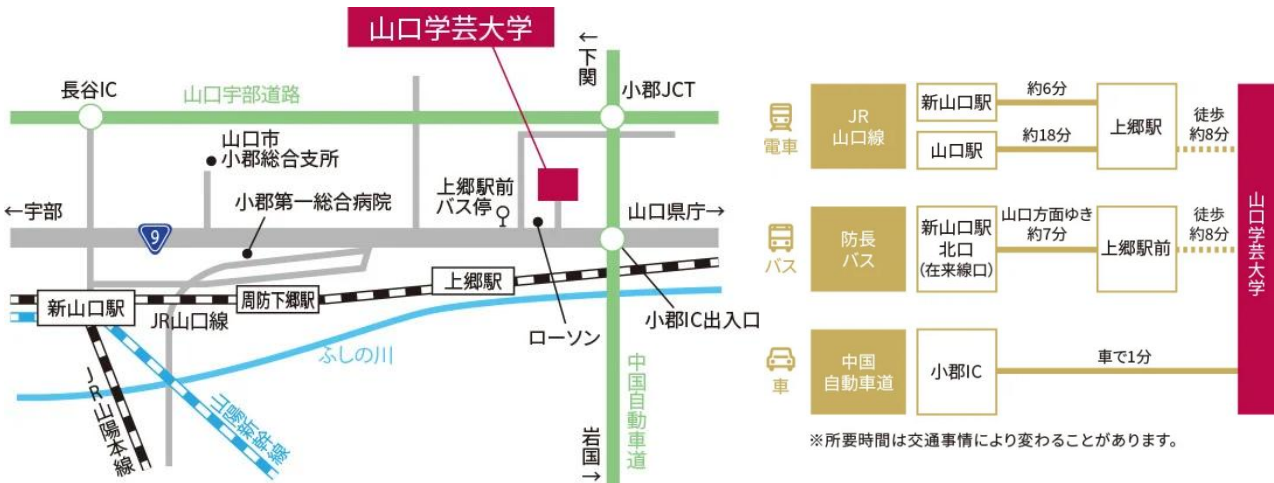 山口学芸大学
←下関
長谷IC
山口宇部道路
小郡JCT
山口市
小郡総合支所
小郡第一総合病院
上郷駅前
バス停
←宇部
山口県庁→
9
新山口駅
周防下郷駅
上郷駅
JR山口線
ローソン
小郡IC出入口
ふしの川
JR山陽本線
山陽新幹線
中国自動車道
岩国→
電車
JR
山口線
新山口駅
約6分
山口駅
約18分
上郷駅
徒歩
約8分
バス
防長
バス
新山口駅
北口
(在来線口)
山口方面ゆき
約7分
上郷駅前
徒歩
約8分
車
中国
自動車道
小郡IC
車で1分
山口学芸大学
※所要時間は交通事情により変わることがあります。